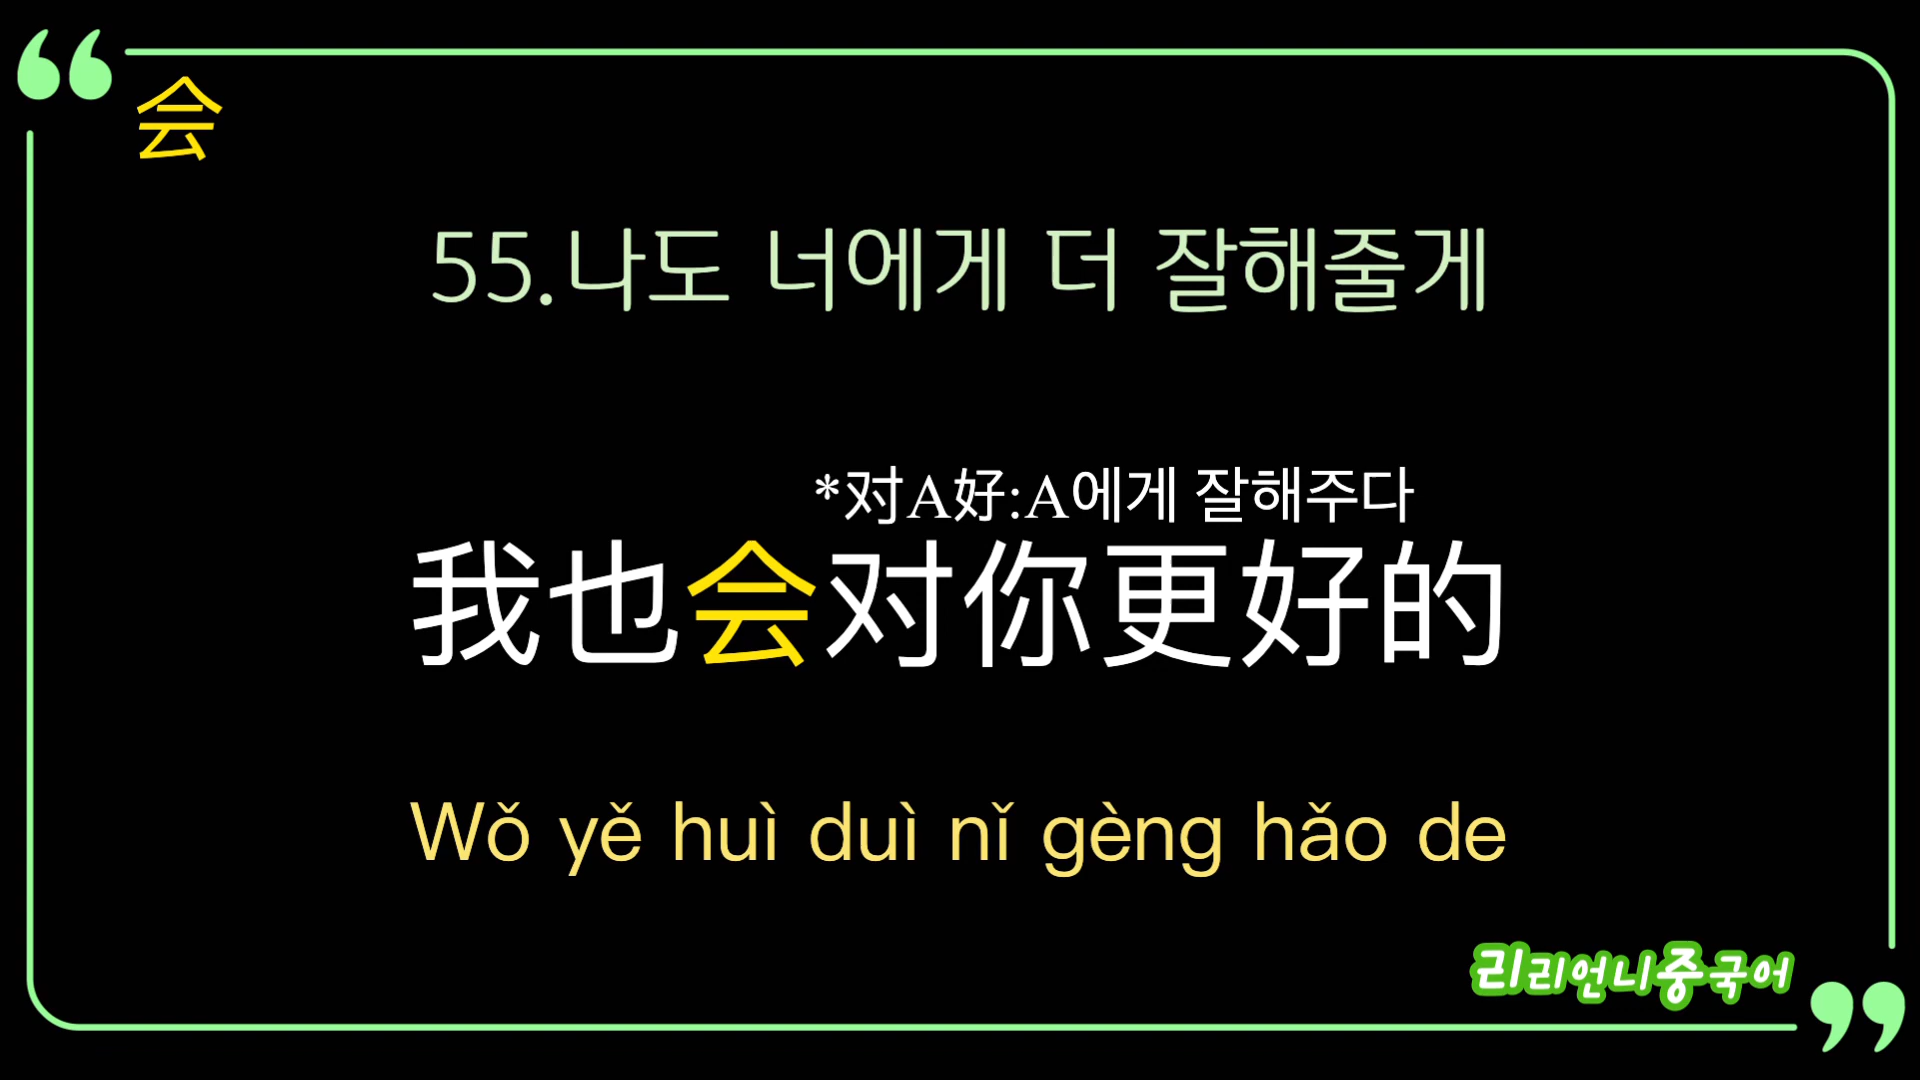 会
55.나도 너에게 더 잘해줄게
*对A好:A에게 잘해주다
我也会对你更好的
Wǒ yě huì duì nǐ gèng hǎo de
리리언니중국어